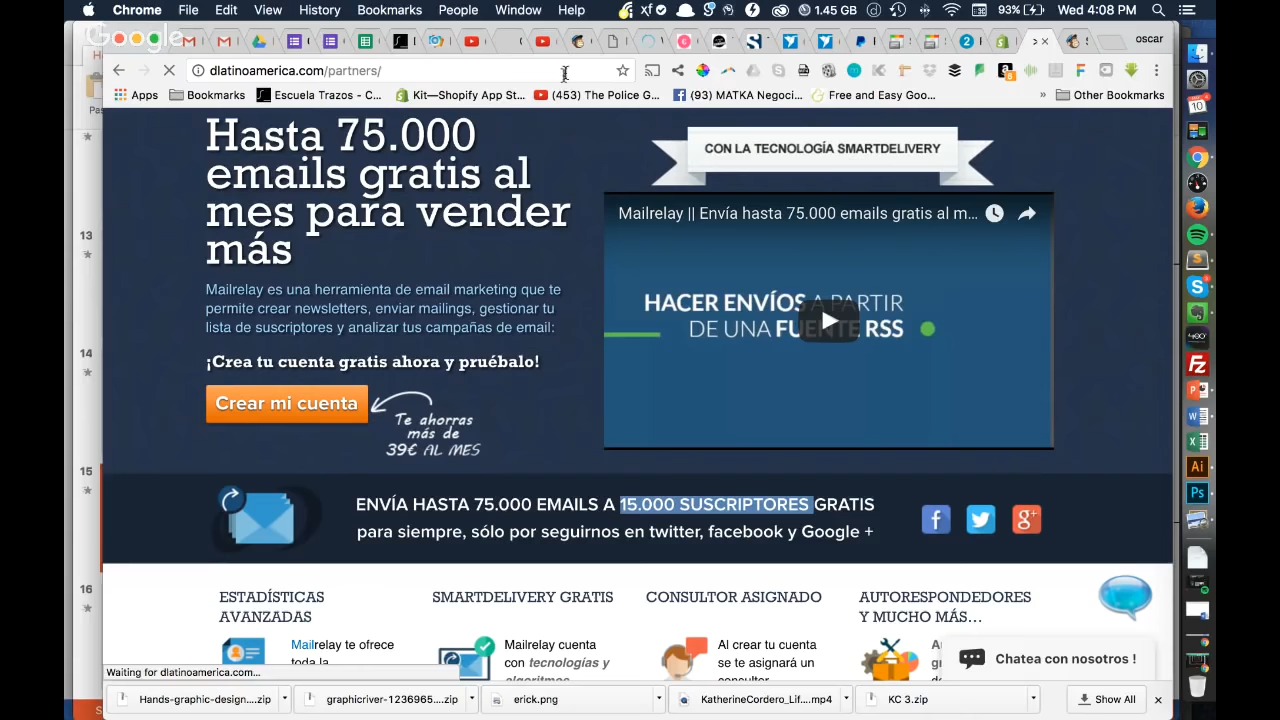 Chrome File Edit View History Bookmarks People Window Help
1.45 GB 93% Wed 4:08 PM
Google
oscar
dlatinoamerica.com/partners/
Apps Bookmarks Escuela Trazos - C... Kit—Shopify App St... (453) The Police G... (93) MATKA Nego... Free and Easy Goo... » Other Bookmarks
Hasta 75.000
emails gratis al
mes para vender
más
Mailrelay es una herramienta de email marketing que te
permite crear newsletters, enviar mailings, gestionar tu
lista de suscriptores y analizar tus campañas de email:
¡Crea tu cuenta gratis ahora y pruébalo!
Crear mi cuenta
Te ahorras
más de
39€ AL MES
CON LA TECNOLOGÍA SMARTDELIVERY
Mailrelay || Envía hasta 75.000 emails gratis al m...
HACER ENVÍOS A PARTIR
DE UNA FUENTE RSS
ENVÍA HASTA 75.000 EMAILS A 15.000 SUSCRIPTORES GRATIS
para siempre, sólo por seguirnos en twitter, facebook y Google +
ESTADÍSTICAS
AVANZADAS
Mailrelay te ofrece
toda la
SMARTDELIVERY GRATIS
Mailrelay cuenta
con tecnologías y
algoritmos
CONSULTOR ASIGNADO
Al crear tu cuenta
se te asignará un
consultor
AUTORESPONDEDORES
Y MUCHO MÁS...
Chatea con nosotros !
Waiting for dlatinoamerica.com...
Hands-graphic-design....zip graphicriver-1236965....zip erick.png KatherineCordero_Lif....mp4 KC 3.zip Show All
13
14
15
16